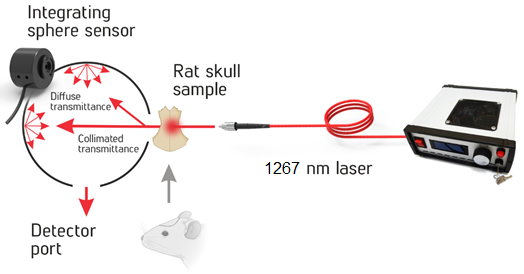 Integrating
sphere sensor
Rat skull
sample
Diffuse
transmittance
Collimated
transmittance
1267 nm laser
Detector
port